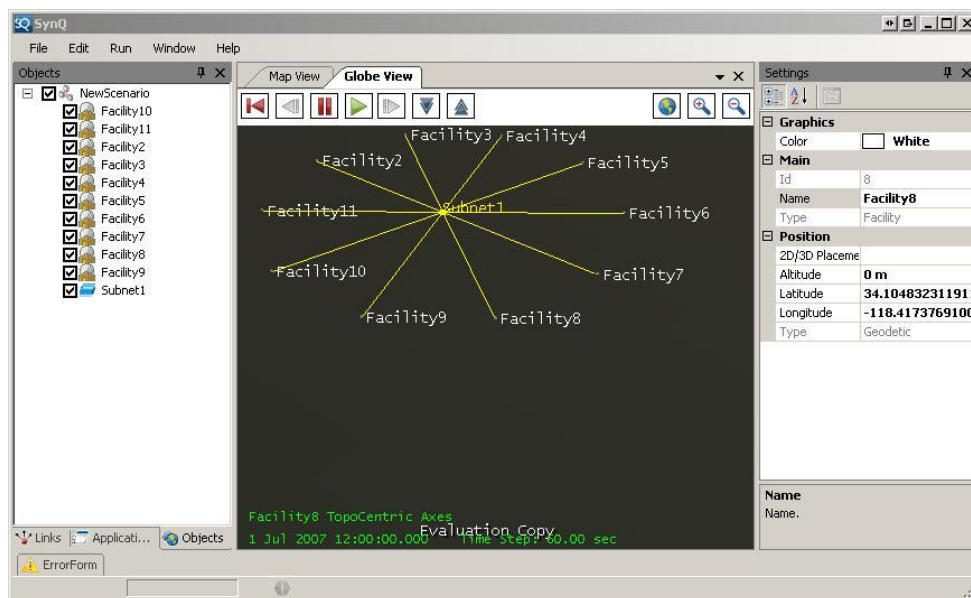 SynQ
File Edit Run Window Help
Objects
NewScenario
Facility10
Facility11
Facility2
Facility3
Facility4
Facility5
Facility6
Facility7
Facility8
Facility9
Subnet1
Links Applicati... Objects
Map View Globe View
Facility3 Facility4
Facility2 Facility5
Subnet1
Facility11 Facility6
Facility10 Facility7
Facility9 Facility8
Facility8 TopoCentric Axes
Evaluation Copy
1 Jul 2007 12:00:00.000 Time Step: 60.00 sec
Settings
Graphics
Color White
Main
Id 8
Name Facility8
Type Facility
Position
2D/3D Placeme
Altitude 0 m
Latitude 34.1048323119
Longitude -118.4173769100
Type Geodetic
Name
Name.
ErrorForm